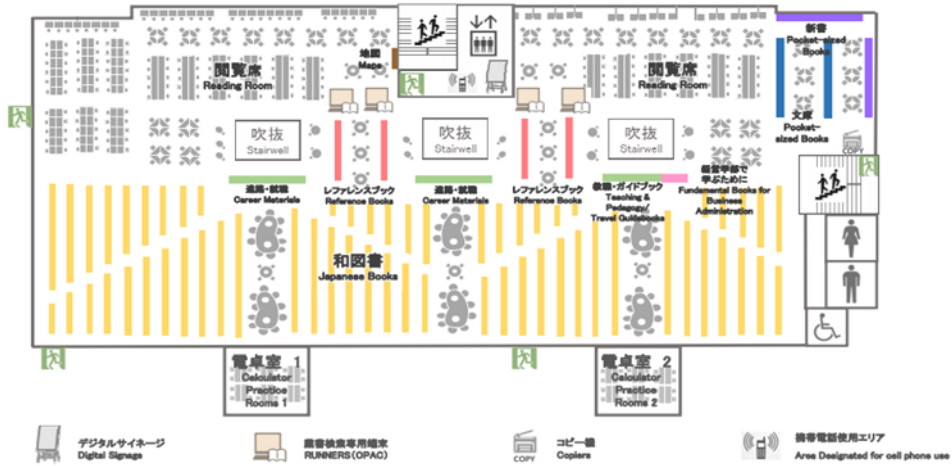 地図
Maps
閲覧席
Reading Room
閲覧席
Reading Room
新書
Pocket-sized
Books
文庫
Pocket-
sized Books
COPY
吹抜
Stairwell
吹抜
Stairwell
吹抜
Stairwell
進路・就職
Career Materials
レファレンスブック
Reference Books
進路・就職
Career Materials
レファレンスブック
Reference Books
教職・ガイドブック
Teaching &
Pedagogy/
Travel Guidebooks
経営学部で
学ぶために
Fundamental Books for
Business
Administration
和図書
Japanese Books
電卓室 1
Calculator
Practice
Rooms 1
電卓室 2
Calculator
Practice
Rooms 2
デジタルサイネージ
Digital Signage
蔵書検索専用端末
RUNNERS(OPAC)
COPY
コピー機
Copiers
携帯電話使用エリア
Area Designated for cell phone use